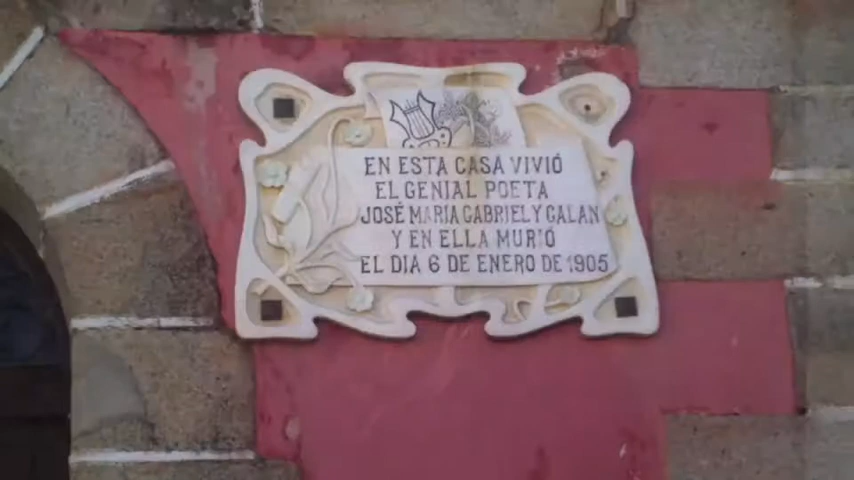 EN ESTA CASA VIVIÓ
EL GENIAL POETA
JOSÉ MARIA GABRIEL Y GALAN
Y EN ELLA MURIÓ
EL DIA 6 DE ENERO DE 1905